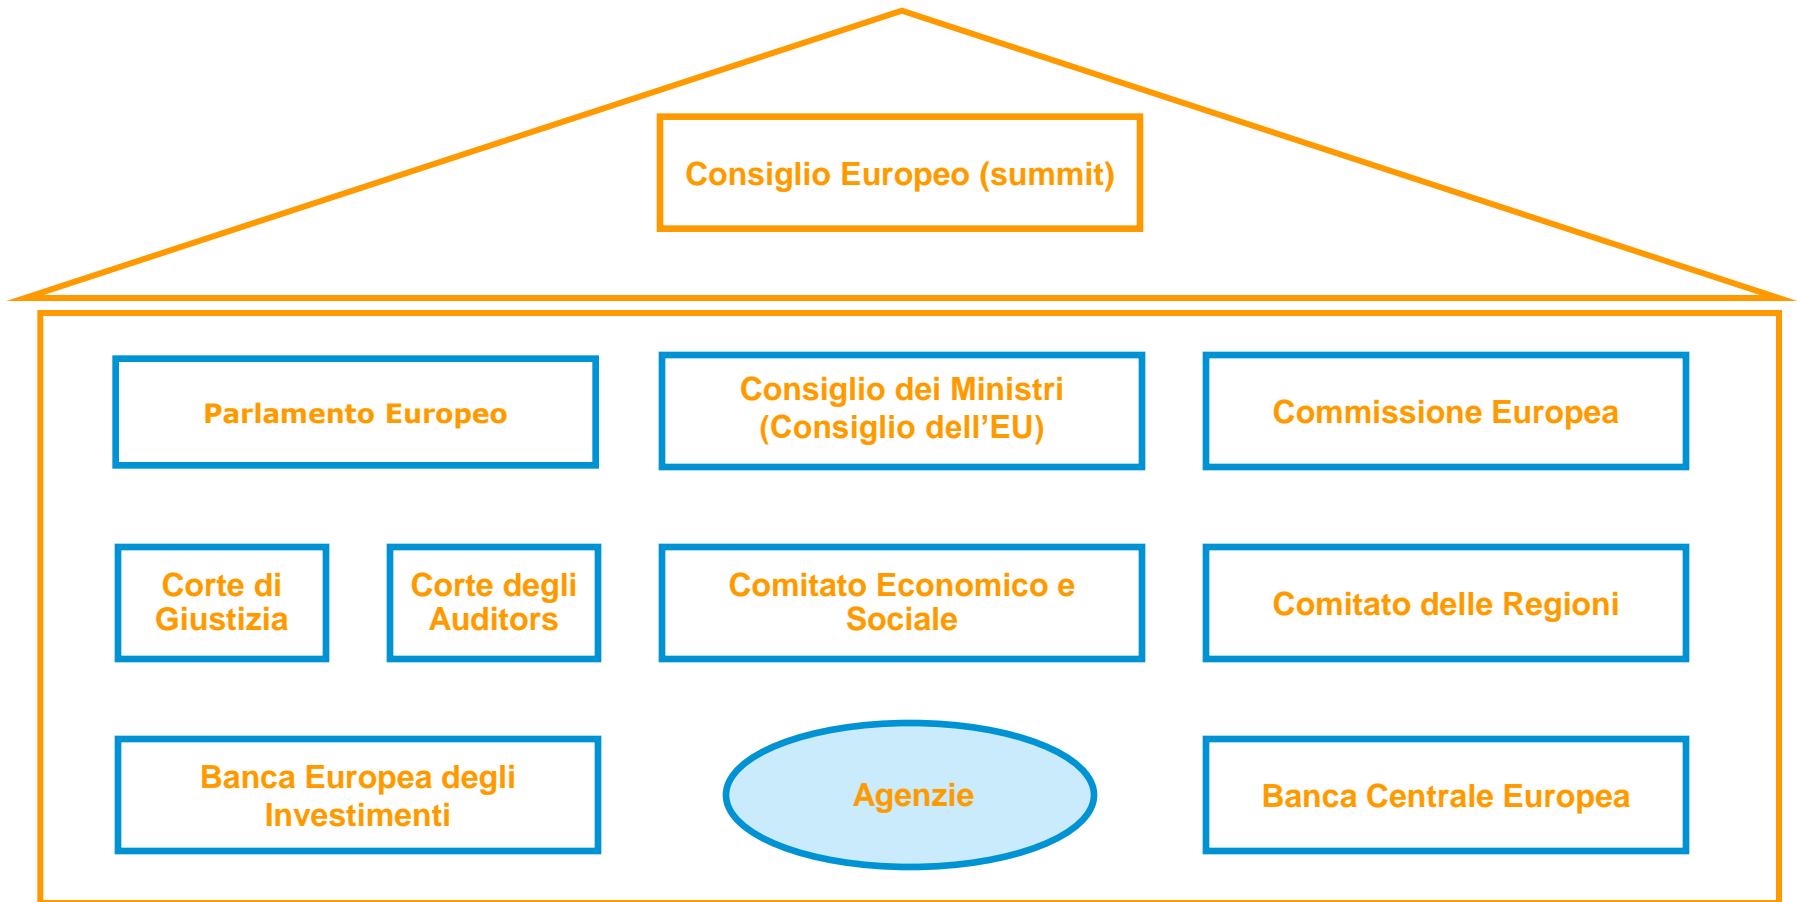 Consiglio Europeo (summit)
Parlamento Europeo
Consiglio dei Ministri
(Consiglio dell’EU)
Commissione Europea
Corte di
Giustizia
Corte degli
Auditors
Comitato Economico e
Sociale
Comitato delle Regioni
Banca Europea degli
Investimenti
Agenzie
Banca Centrale Europea